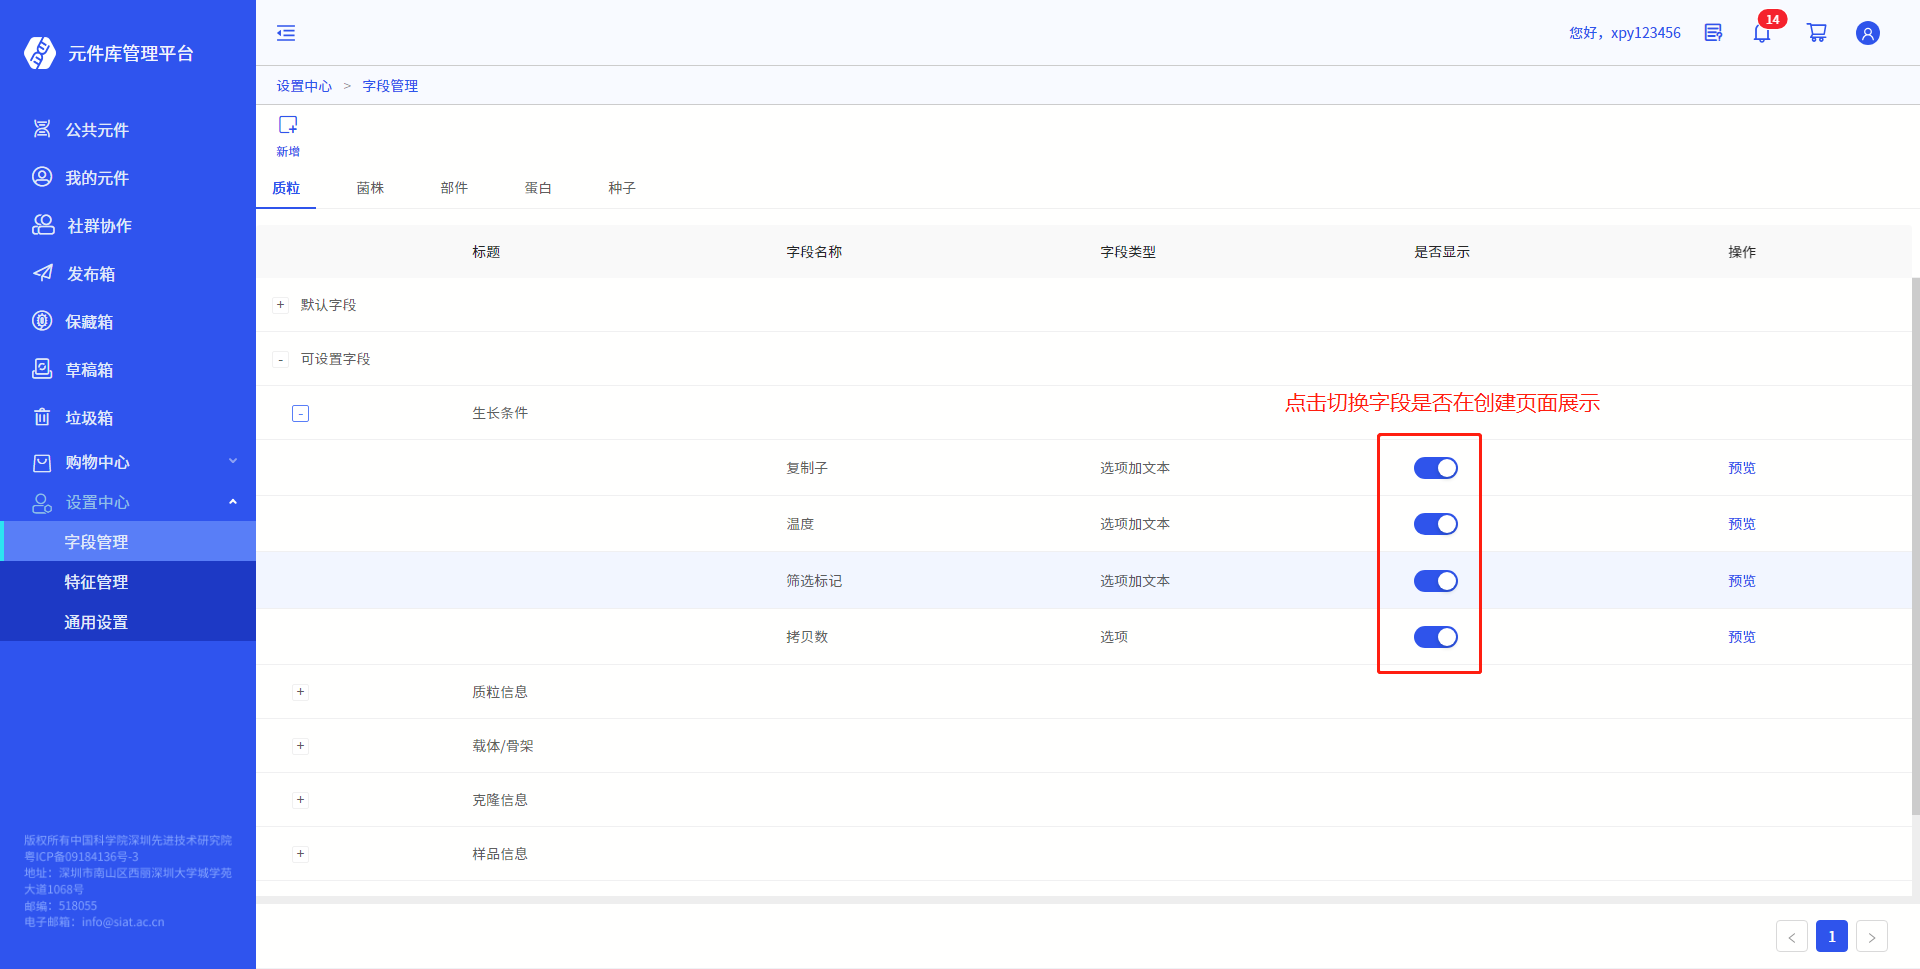 元件库管理平台
公共元件
我的元件
社群协作
发布箱
保藏箱
草稿箱
垃圾箱
购物中心
设置中心
字段管理
特征管理
通用设置
版权所有中国科学院深圳先进技术研究院
粤ICP备09184136号-3
地址：深圳市南山区西丽深圳大学城学苑
大道1068号
邮编：518055
电子邮箱：info@siat.ac.cn
您好，xpy123456
14
设置中心 > 字段管理
新增
质粒 菌株 部件 蛋白 种子
标题 字段名称 字段类型 是否显示 操作
+ 默认字段
- 可设置字段
- 生长条件
点击切换字段是否在创建页面展示
复制子 选项加文本 预览
温度 选项加文本 预览
筛选标记 选项加文本 预览
拷贝数 选项 预览
+ 质粒信息
+ 载体/骨架
+ 克隆信息
+ 样品信息
< 1 >